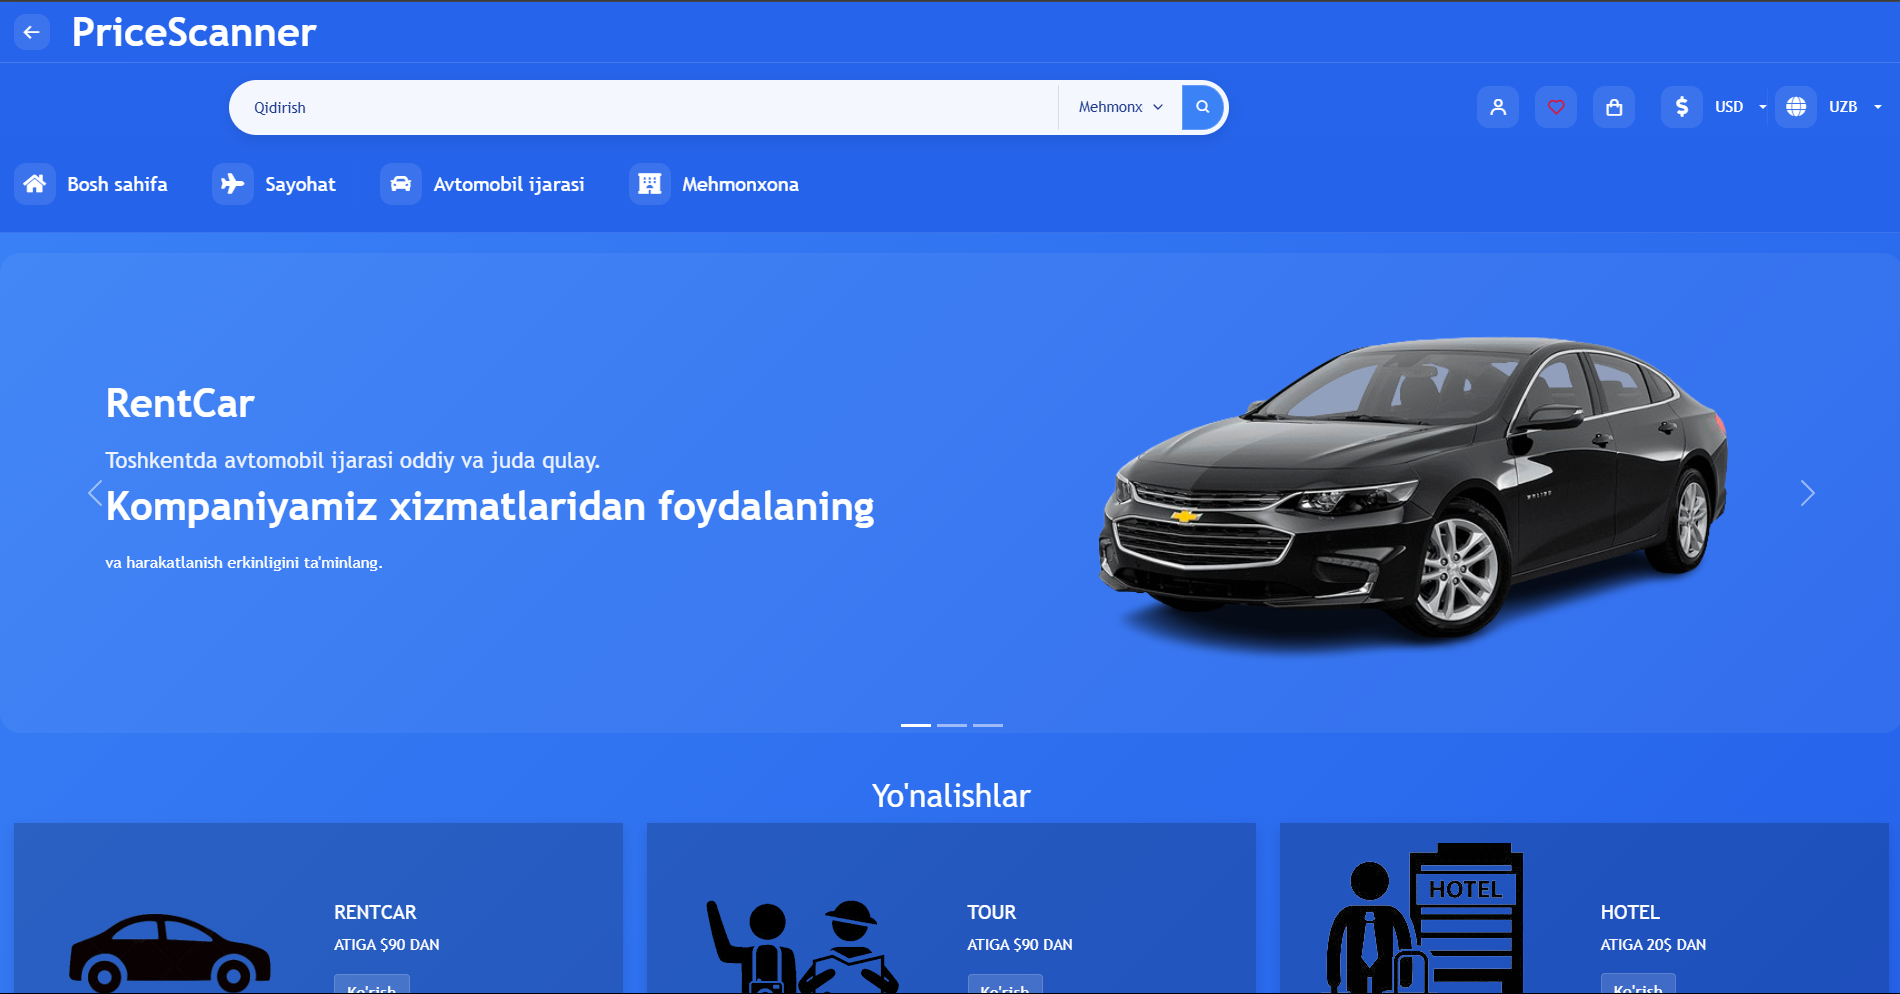 PriceScanner
Qidirish
Mehmonx
USD
UZB
Bosh sahifa
Sayohat
Avtomobil ijarasi
Mehmonxona
RentCar
Toshkentda avtomobil ijarasi oddiy va juda qulay.
Kompaniyamiz xizmatlaridan foydalaning
va harakatlanish erkinligini ta'minlang.
MALIBU
Yo'nalishlar
RENTCAR
ATIGA $90 DAN
Ko'rish
TOUR
ATIGA $90 DAN
Ko'rish
HOTEL
HOTEL
ATIGA 20$ DAN
Ko'rish